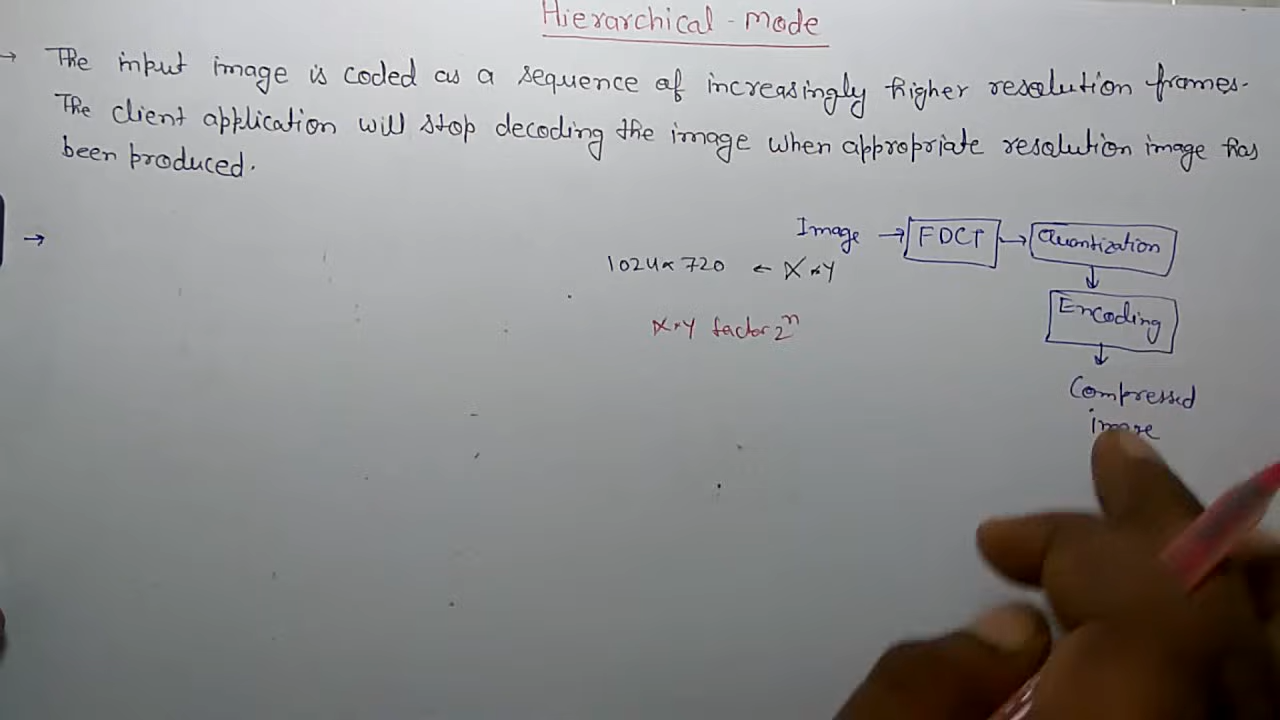 Hierarchical - mode
→ The input image is coded as a sequence of increasingly higher resolution frames.
The client application will stop decoding the image when appropriate resolution image has
been produced.
→
Image → FDCT → Quantization
1024 × 720 ← X × Y
X × Y factor 2ⁿ
Encoding
Compressed
image